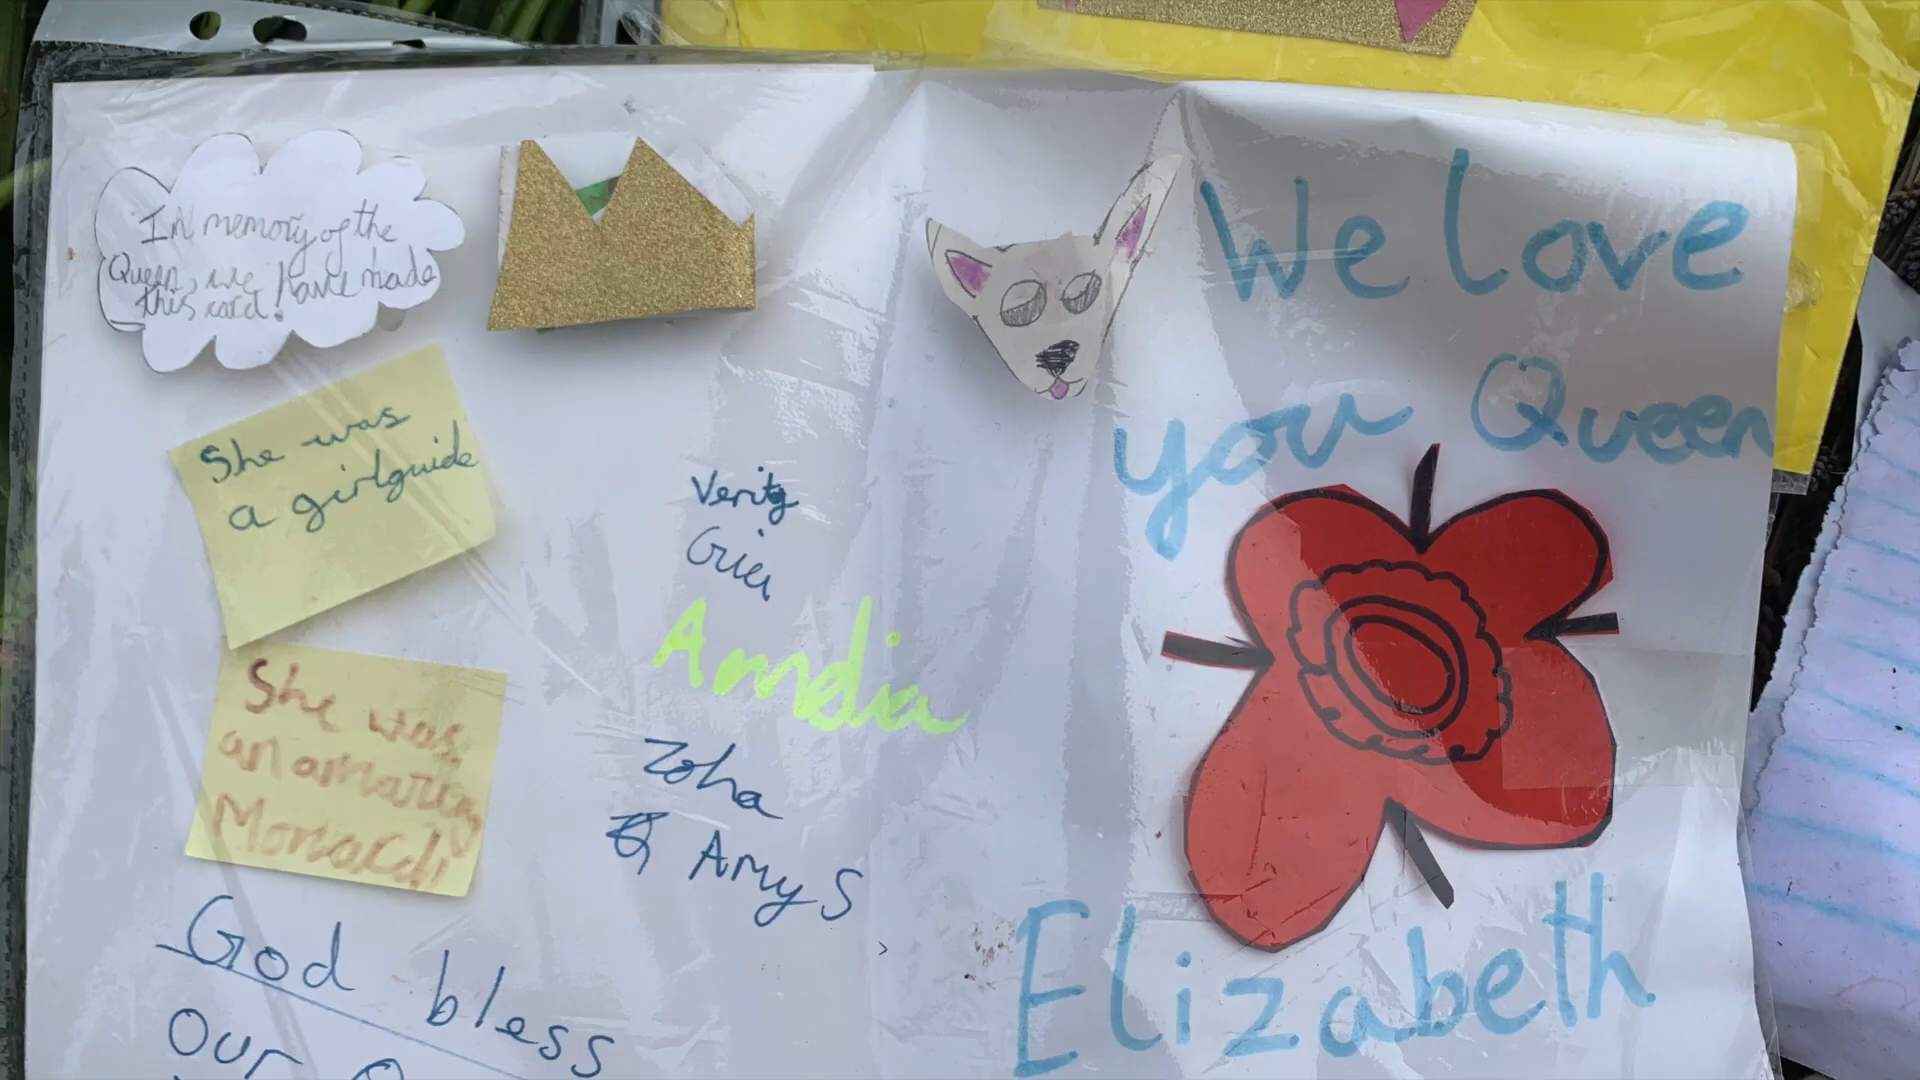 In memory of the
Queen, we have made
this card!
She was
a girlguide
She was
an amazing
Monarch!
God bless
Our
Verity
Amelia
Zoha
Amy S
We love
you Queen
Elizabeth